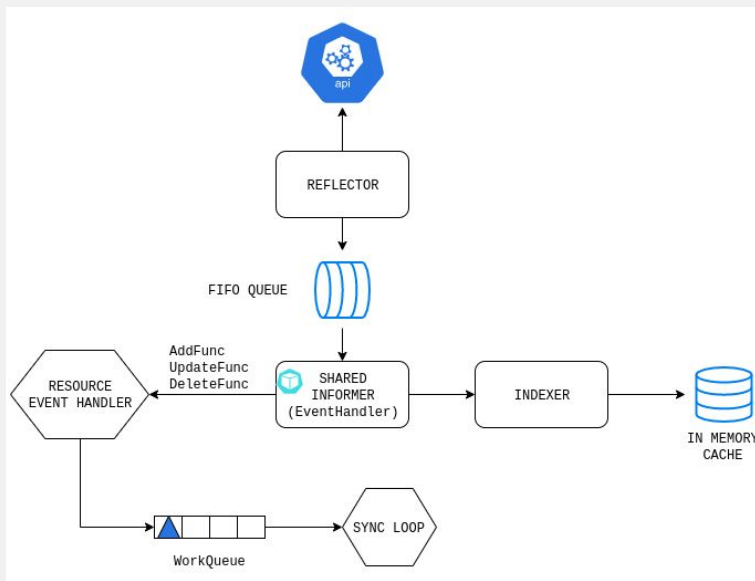 api
REFLECTOR
FIFO QUEUE
AddFunc
UpdateFunc
DeleteFunc
RESOURCE
EVENT HANDLER
SHARED
INFORMER
(EventHandler)
INDEXER
IN MEMORY
CACHE
SYNC LOOP
WorkQueue